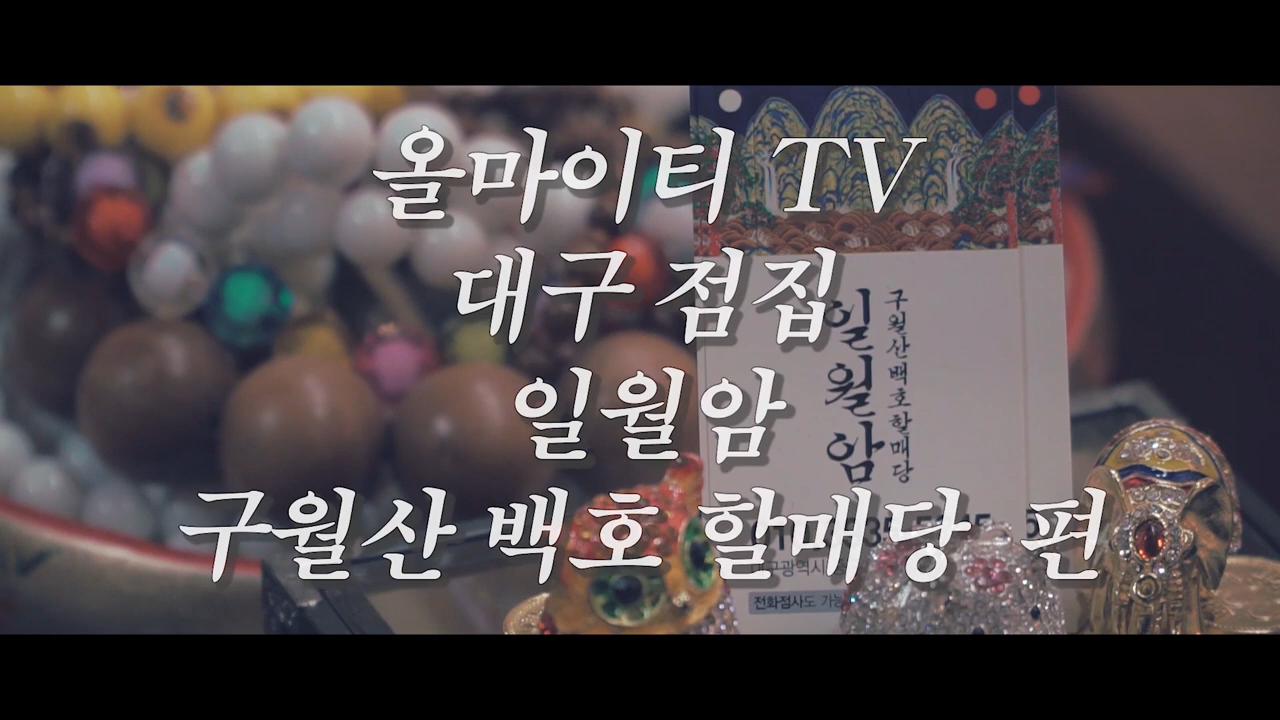 올마이티 TV
대구 점집
일월암
구월산 백호 할매당 편
구월산백호할매당
일월암
전화점사도 가능